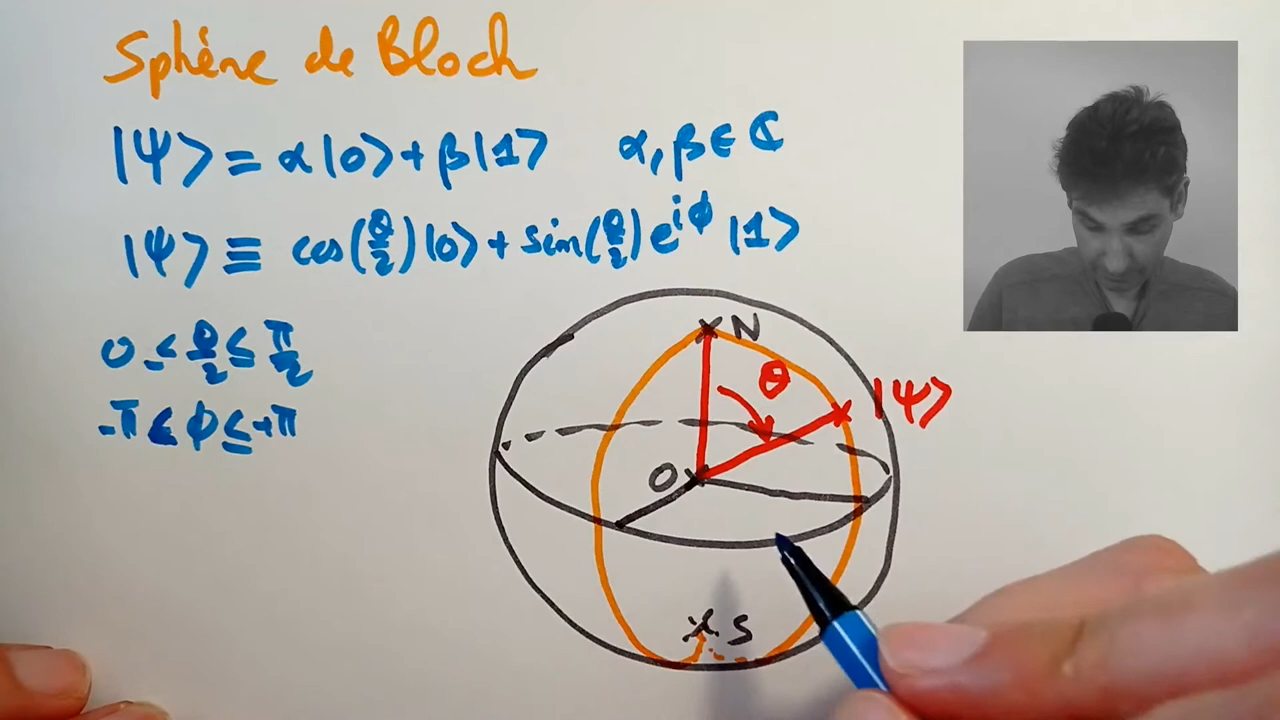 Sphère de Bloch
|Ψ> = α|0> + β|1>    α, β ∈ ℂ
|Ψ> ≡ cos(θ/2)|0> + sin(θ/2) e^{iϕ} |1>
0 ≤ θ/2 ≤ π/2
-π ≤ ϕ ≤ +π
N
θ
|Ψ>
O
S